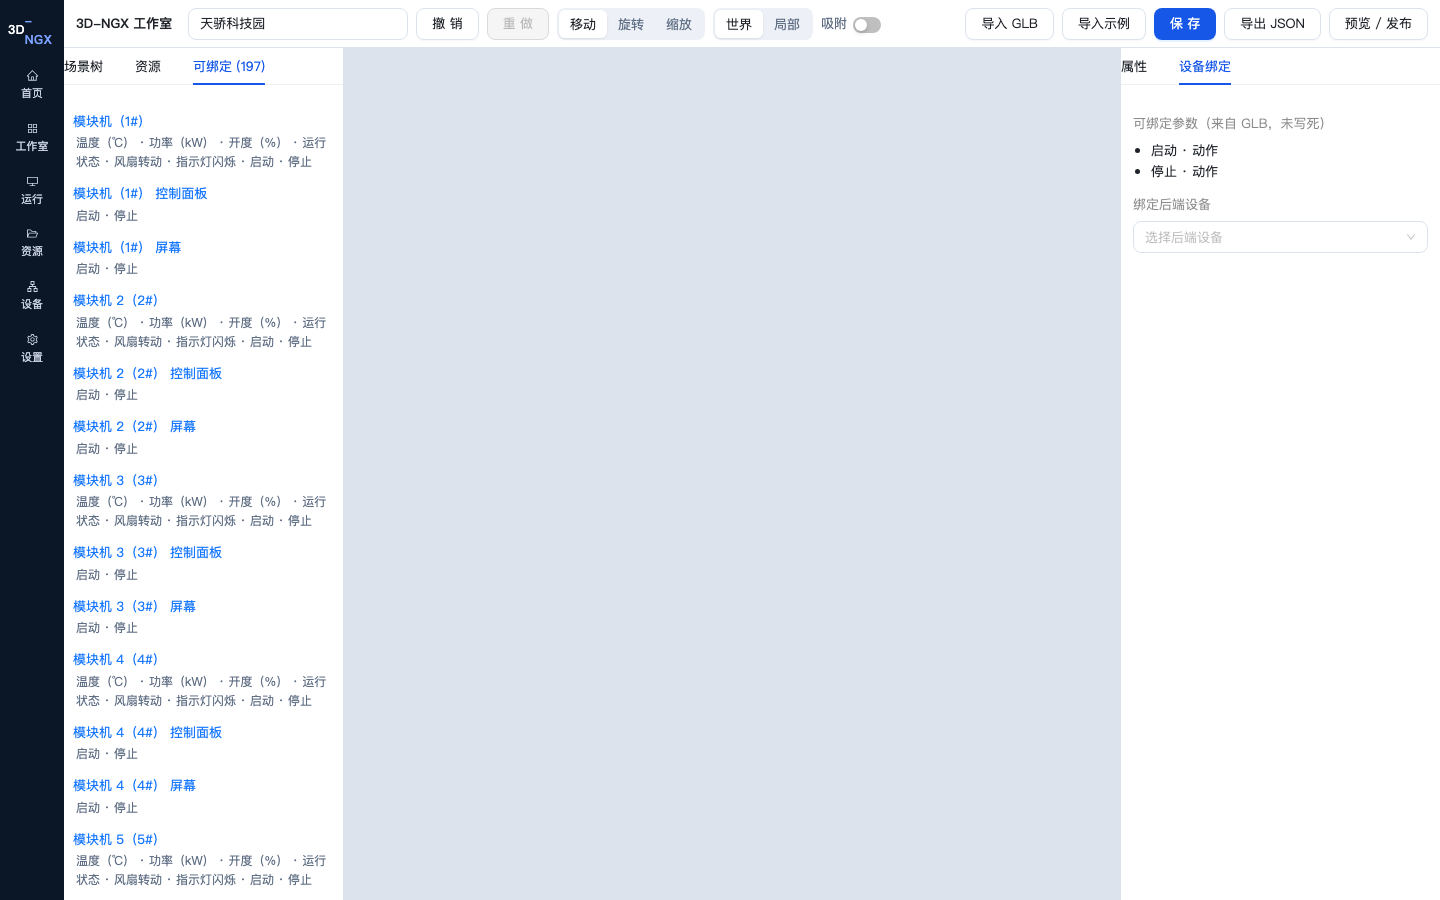 3D-NGX
首页
工作室
运行
资源
设备
设置
3D-NGX 工作室
天骄科技园
撤 销
重 做
移动
旋转
缩放
世界
局部
吸附
导入 GLB
导入示例
保 存
导出 JSON
预览 / 发布
场景树
资源
可绑定 (197)
模块机（1#）
温度（℃）· 功率（kW）· 开度（%）· 运行
状态 · 风扇转动 · 指示灯闪烁 · 启动 · 停止
模块机（1#） 控制面板
启动 · 停止
模块机（1#） 屏幕
启动 · 停止
模块机 2（2#）
温度（℃）· 功率（kW）· 开度（%）· 运行
状态 · 风扇转动 · 指示灯闪烁 · 启动 · 停止
模块机 2（2#） 控制面板
启动 · 停止
模块机 2（2#） 屏幕
启动 · 停止
模块机 3（3#）
温度（℃）· 功率（kW）· 开度（%）· 运行
状态 · 风扇转动 · 指示灯闪烁 · 启动 · 停止
模块机 3（3#） 控制面板
启动 · 停止
模块机 3（3#） 屏幕
启动 · 停止
模块机 4（4#）
温度（℃）· 功率（kW）· 开度（%）· 运行
状态 · 风扇转动 · 指示灯闪烁 · 启动 · 停止
模块机 4（4#） 控制面板
启动 · 停止
模块机 4（4#） 屏幕
启动 · 停止
模块机 5（5#）
温度（℃）· 功率（kW）· 开度（%）· 运行
状态 · 风扇转动 · 指示灯闪烁 · 启动 · 停止
属性
设备绑定
可绑定参数（来自 GLB，未写死）
启动 · 动作
停止 · 动作
绑定后端设备
选择后端设备